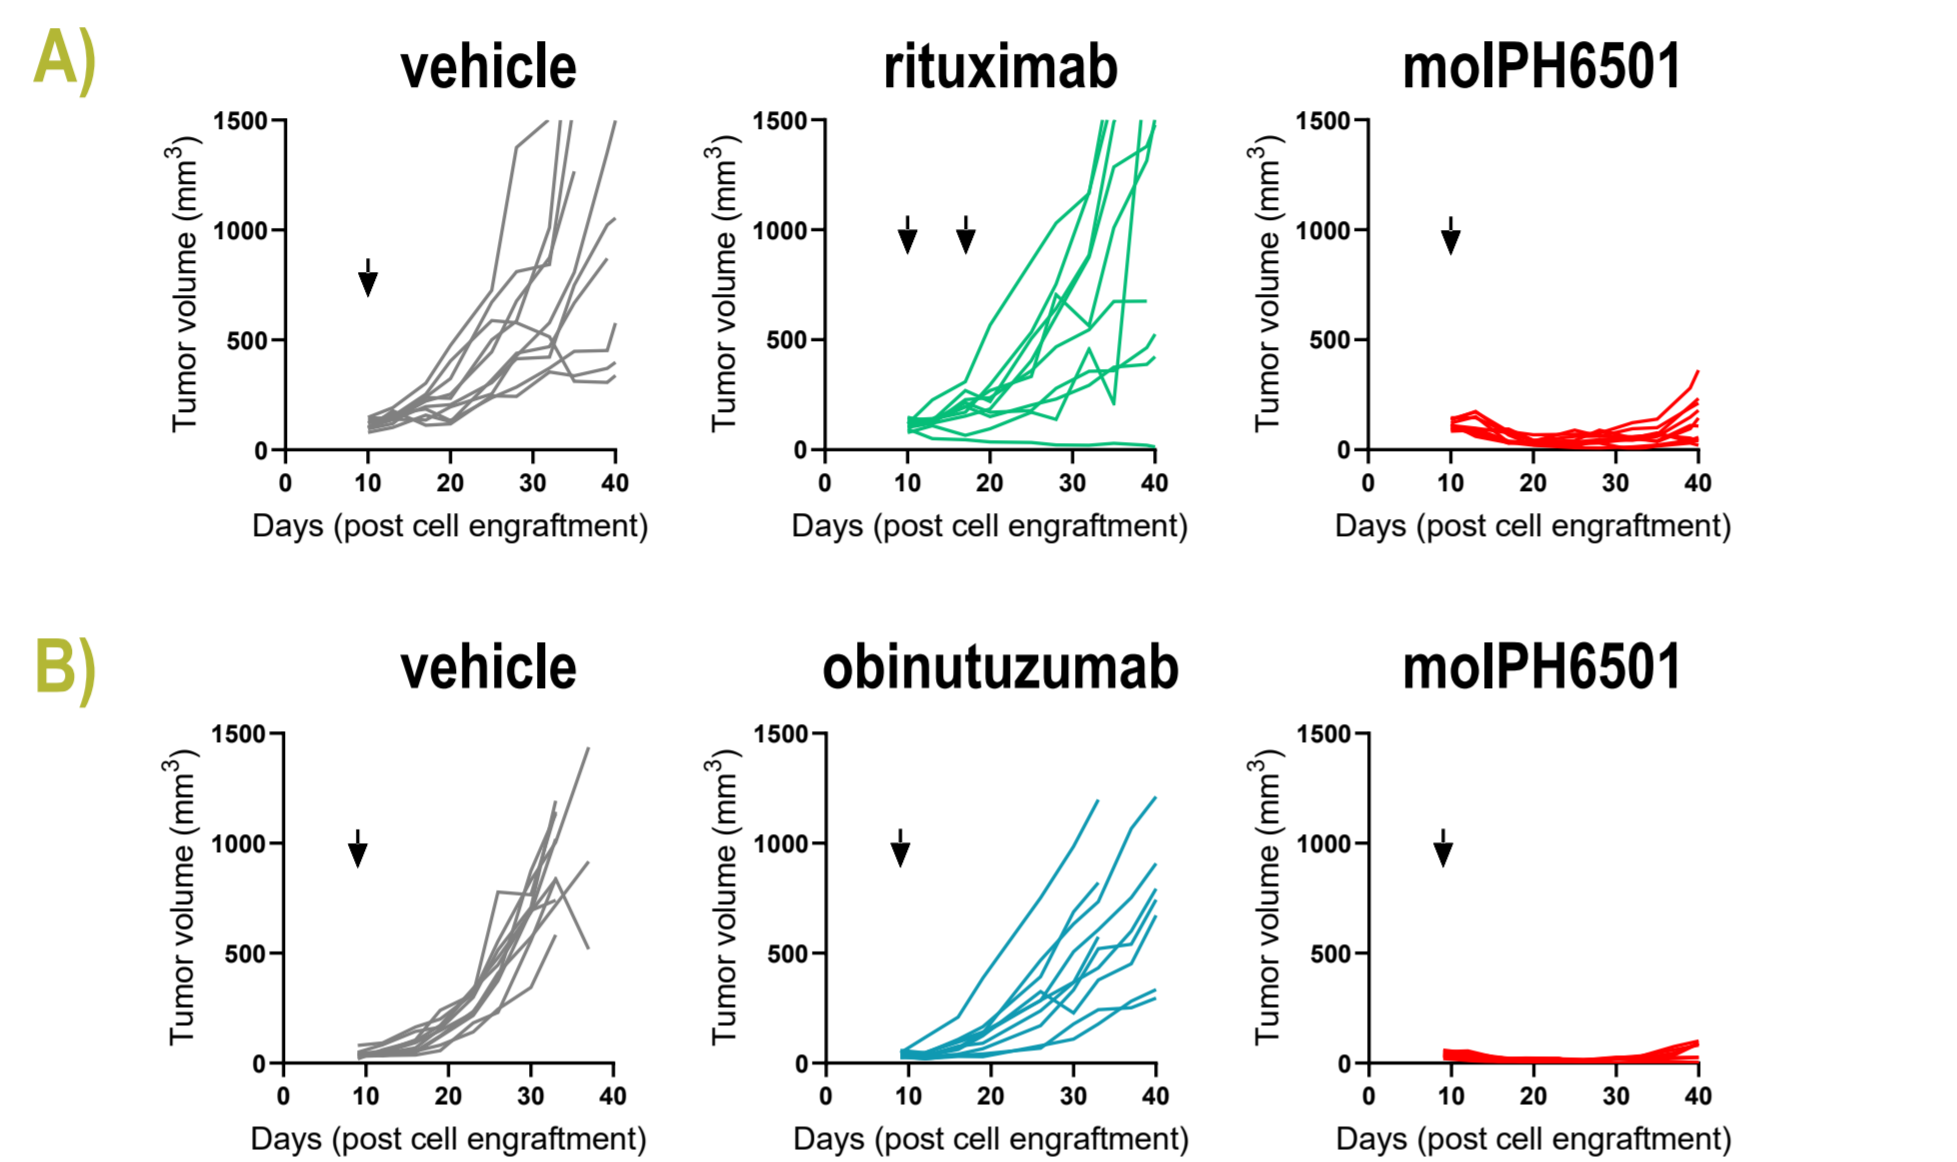 A)
vehicle
rituximab
molPH6501
Tumor volume (mm³)
1500
1000
500
0
0 10 20 30 40
Days (post cell engraftment)
Tumor volume (mm³)
1500
1000
500
0
0 10 20 30 40
Days (post cell engraftment)
Tumor volume (mm³)
1500
1000
500
0
0 10 20 30 40
Days (post cell engraftment)
B)
vehicle
obinutuzumab
molPH6501
Tumor volume (mm³)
1500
1000
500
0
0 10 20 30 40
Days (post cell engraftment)
Tumor volume (mm³)
1500
1000
500
0
0 10 20 30 40
Days (post cell engraftment)
Tumor volume (mm³)
1500
1000
500
0
0 10 20 30 40
Days (post cell engraftment)